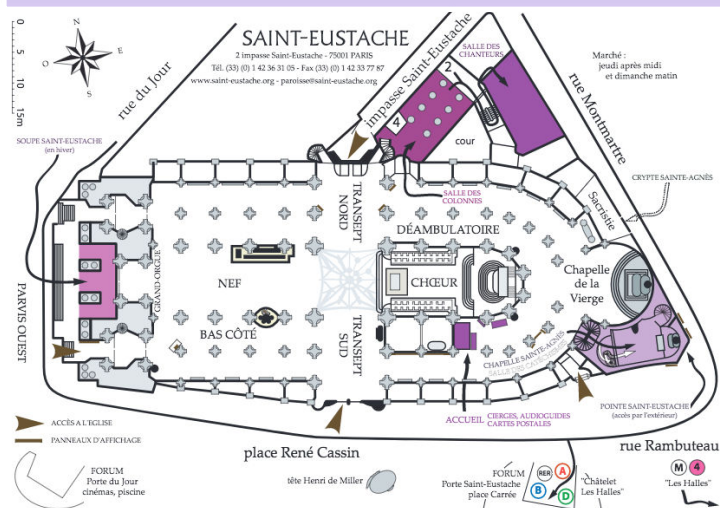 SAINT-EUSTACHE
2 impasse Saint-Eustache - 75001 PARIS
Tél. (33) (0) 1 42 36 31 05 - Fax (33) (0) 1 42 33 77 87
www.saint-eustache.org - paroisse@saint-eustache.org
0
5
10
15m
N
E
S
O
rue du Jour
impasse Saint-Eustache
2
4
SALLE DES
CHANTEURS
Marché :
jeudi après midi
et dimanche matin
rue Montmartre
SOUPE SAINT-EUSTACHE
(en hiver)
cour
SALLE DES
COLONNES
CRYPTE SAINTE-AGNÈS
Sacristie
TRANSEPT
NORD
DÉAMBULATOIRE
GRAND-ORGUE
NEF
CHŒUR
Chapelle
de la
Vierge
PARVIS OUEST
BAS CÔTÉ
TRANSEPT
SUD
CHAPELLE SAINTE-AGNÈS
SALLE DES CATÉCHISMES
POINTE SAINT-EUSTACHE
(accès par l'extérieur)
ACCUEIL
CIERGES, AUDIOGUIDES
CARTES POSTALES
ACCÈS A L'EGLISE
PANNEAUX D'AFFICHAGE
place René Cassin
rue Rambuteau
FORUM
Porte du Jour
cinémas, piscine
tête Henri de Miller
FORUM
Porte Saint-Eustache
place Carrée
RER
A
B
D
"Châtelet
Les Halles"
M
4
"Les Halles"